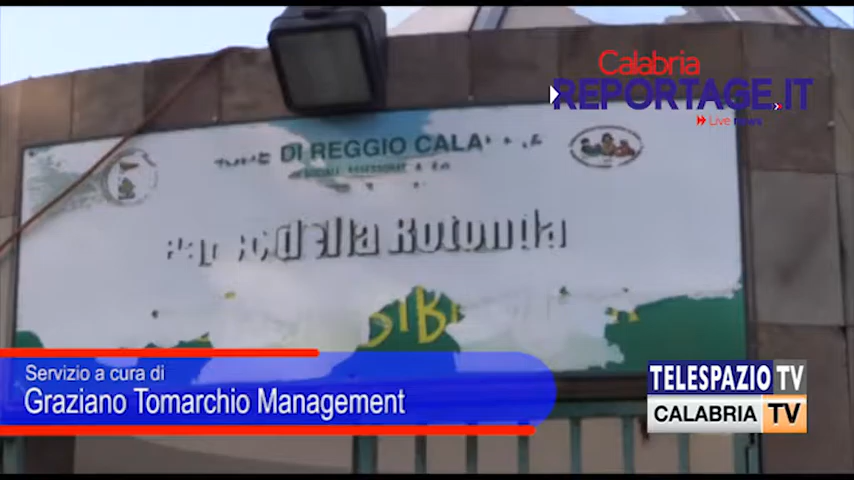 Calabria
REPORTAGE.IT
Live news
DI REGGIO CALA
della Rotonda
BIB
Servizio a cura di
Graziano Tomarchio Management
TELESPAZIO TV
CALABRIA TV